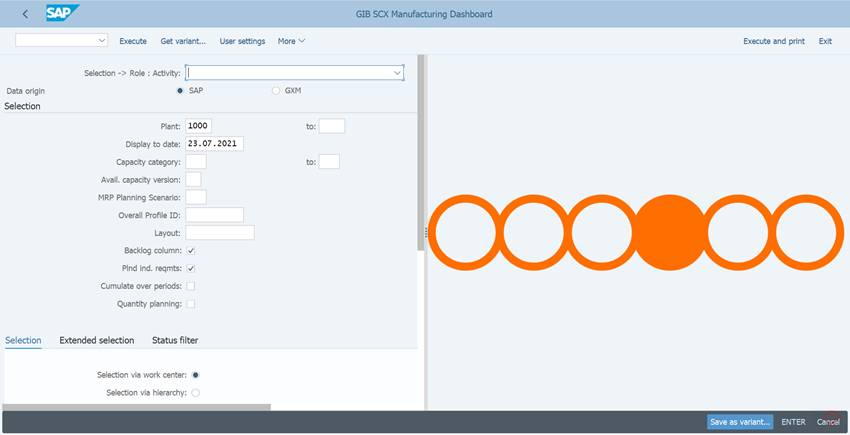 SAP GIB SCX Manufacturing Dashboard
Execute Get variant... User settings More Execute and print Exit
Selection -> Role : Activity:
Data origin SAP GXM
Selection
Plant: 1000 to:
Display to date: 23.07.2021
Capacity category: to:
Avail. capacity version:
MRP Planning Scenario:
Overall Profile ID:
Layout:
Backlog column:
Plnd ind. reqmts:
Cumulate over periods:
Quantity planning:
Selection Extended selection Status filter
Selection via work center:
Selection via hierarchy:
Save as variant... ENTER Cancel